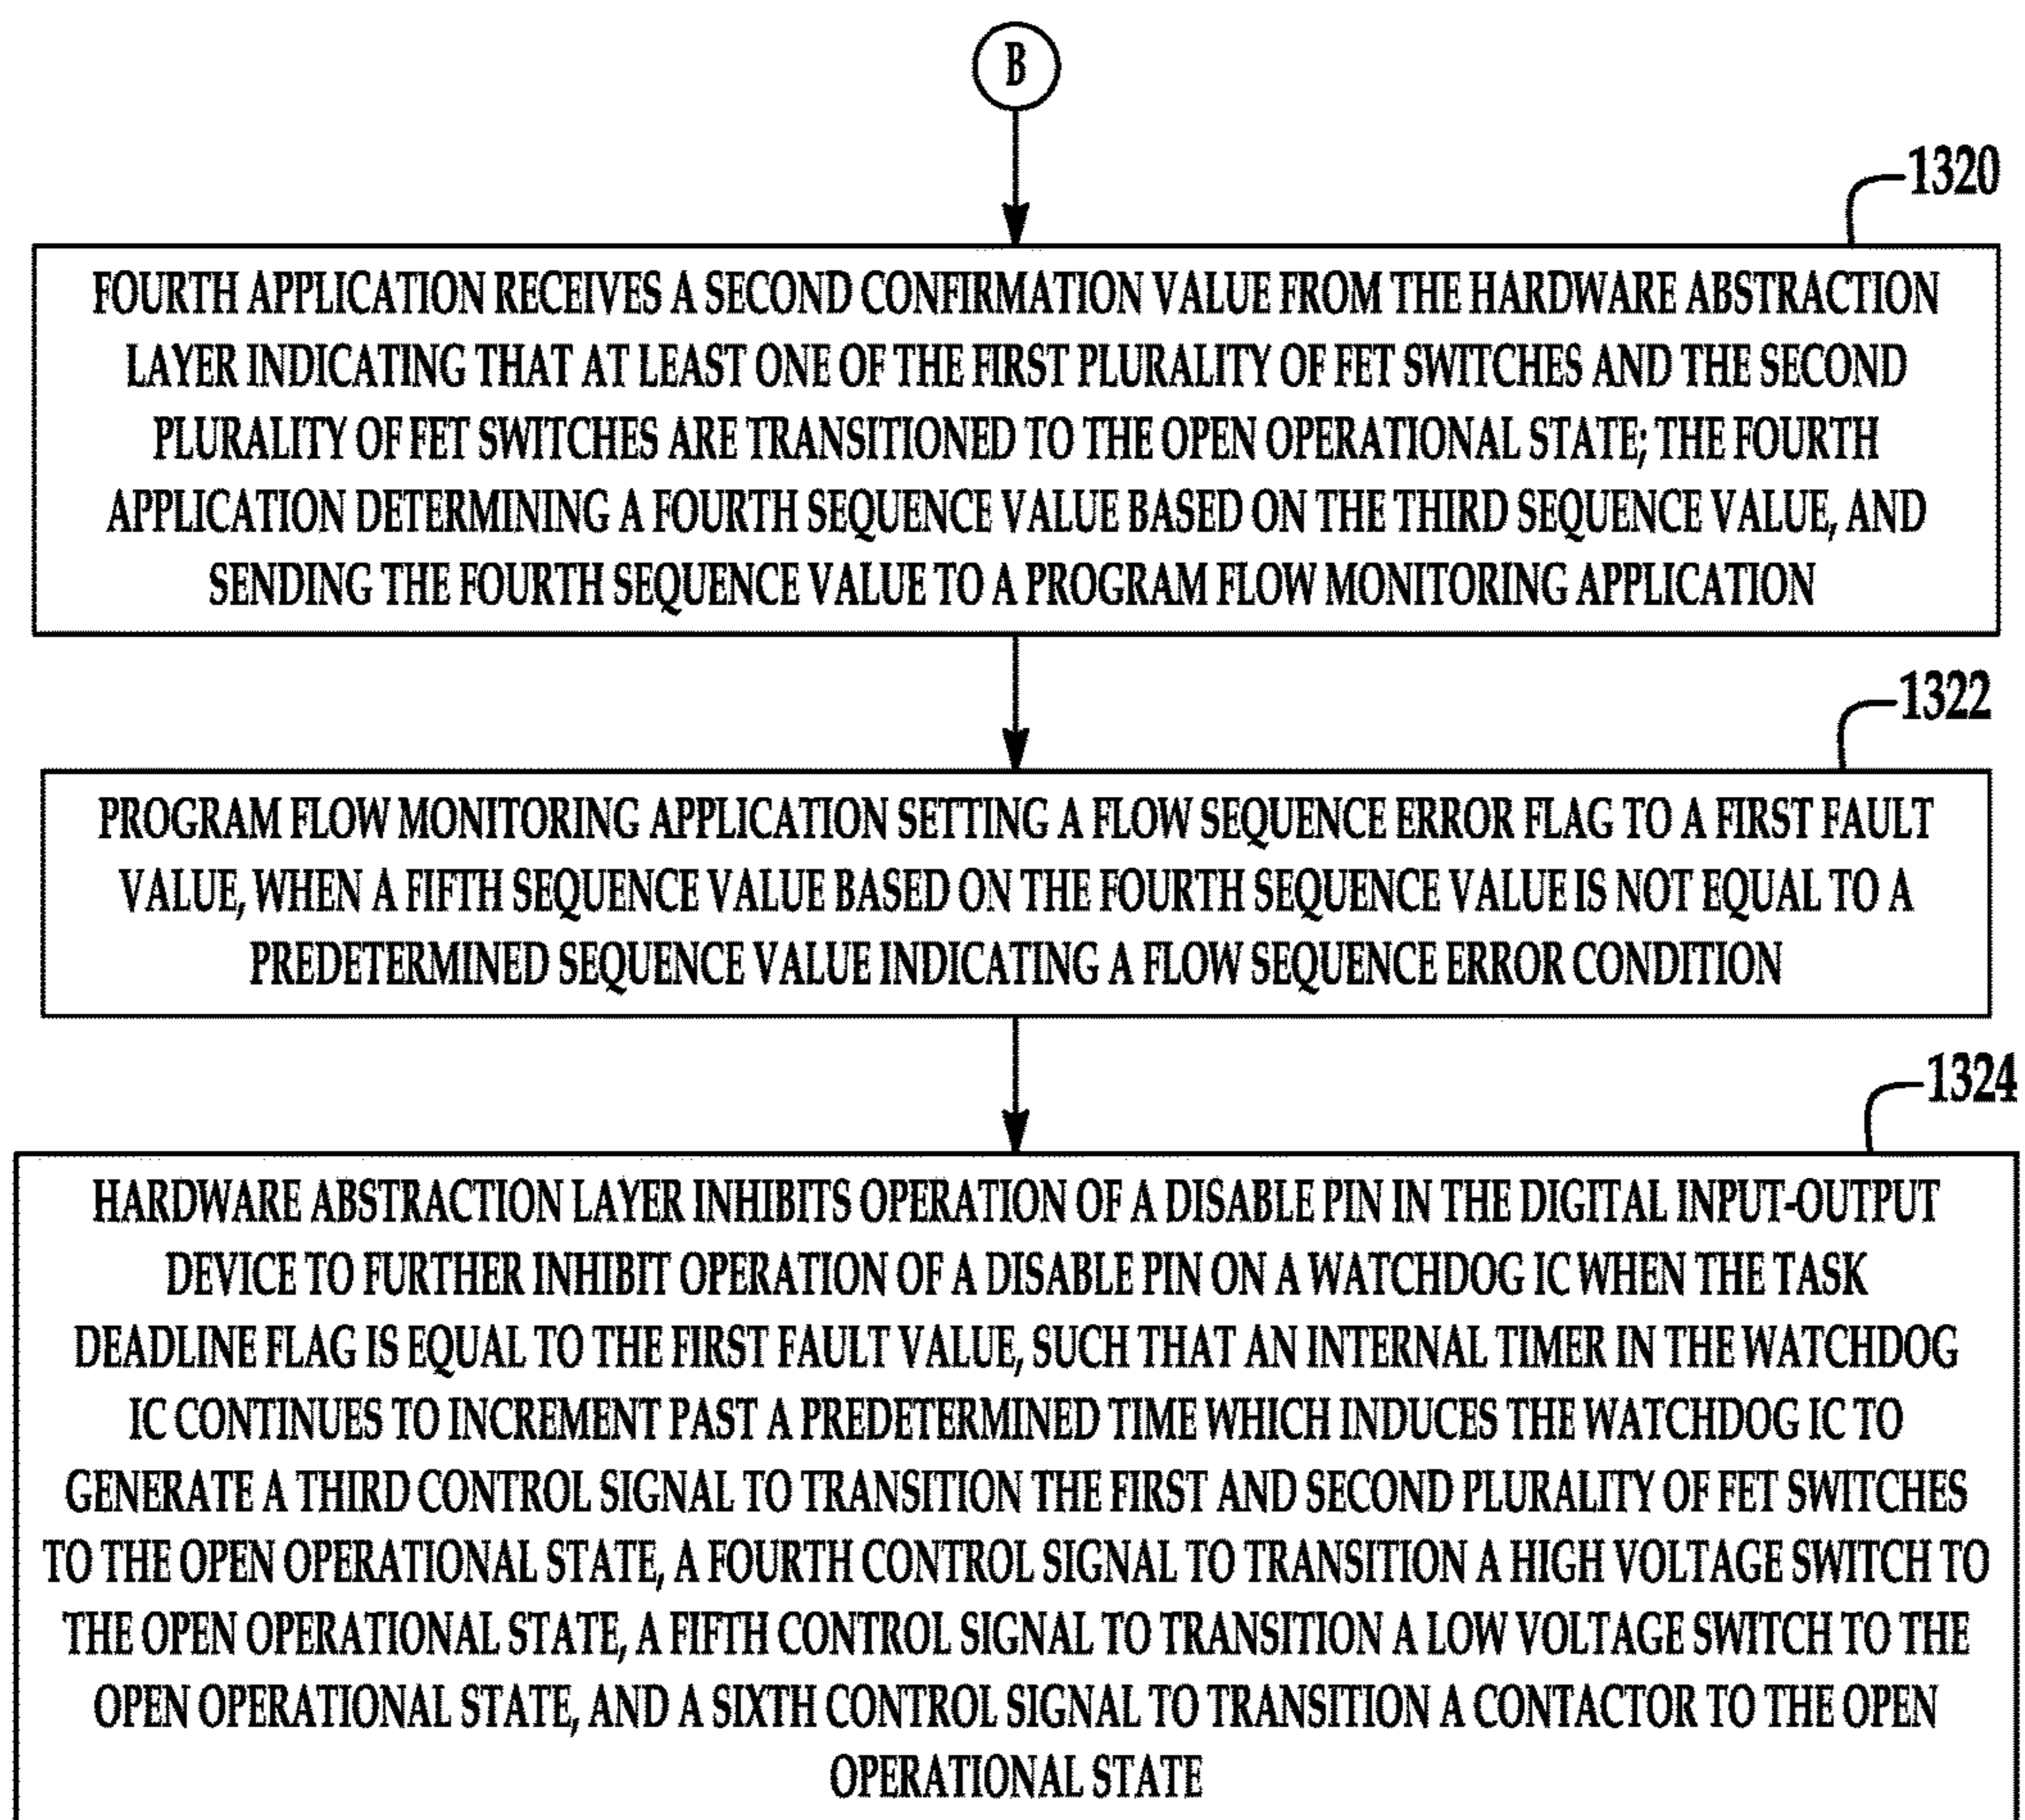 B
1320
FOURTH APPLICATION RECEIVES A SECOND CONFIRMATION VALUE FROM THE HARDWARE ABSTRACTION
LAYER INDICATING THAT AT LEAST ONE OF THE FIRST PLURALITY OF FET SWITCHES AND THE SECOND
PLURALITY OF FET SWITCHES ARE TRANSITIONED TO THE OPEN OPERATIONAL STATE; THE FOURTH
APPLICATION DETERMINING A FOURTH SEQUENCE VALUE BASED ON THE THIRD SEQUENCE VALUE, AND
SENDING THE FOURTH SEQUENCE VALUE TO A PROGRAM FLOW MONITORING APPLICATION
1322
PROGRAM FLOW MONITORING APPLICATION SETTING A FLOW SEQUENCE ERROR FLAG TO A FIRST FAULT
VALUE, WHEN A FIFTH SEQUENCE VALUE BASED ON THE FOURTH SEQUENCE VALUE IS NOT EQUAL TO A
PREDETERMINED SEQUENCE VALUE INDICATING A FLOW SEQUENCE ERROR CONDITION
1324
HARDWARE ABSTRACTION LAYER INHIBITS OPERATION OF A DISABLE PIN IN THE DIGITAL INPUT-OUTPUT
DEVICE TO FURTHER INHIBIT OPERATION OF A DISABLE PIN ON A WATCHDOG IC WHEN THE TASK
DEADLINE FLAG IS EQUAL TO THE FIRST FAULT VALUE, SUCH THAT AN INTERNAL TIMER IN THE WATCHDOG
IC CONTINUES TO INCREMENT PAST A PREDETERMINED TIME WHICH INDUCES THE WATCHDOG IC TO
GENERATE A THIRD CONTROL SIGNAL TO TRANSITION THE FIRST AND SECOND PLURALITY OF FET SWITCHES
TO THE OPEN OPERATIONAL STATE, A FOURTH CONTROL SIGNAL TO TRANSITION A HIGH VOLTAGE SWITCH TO
THE OPEN OPERATIONAL STATE, A FIFTH CONTROL SIGNAL TO TRANSITION A LOW VOLTAGE SWITCH TO THE
OPEN OPERATIONAL STATE, AND A SIXTH CONTROL SIGNAL TO TRANSITION A CONTACTOR TO THE OPEN
OPERATIONAL STATE